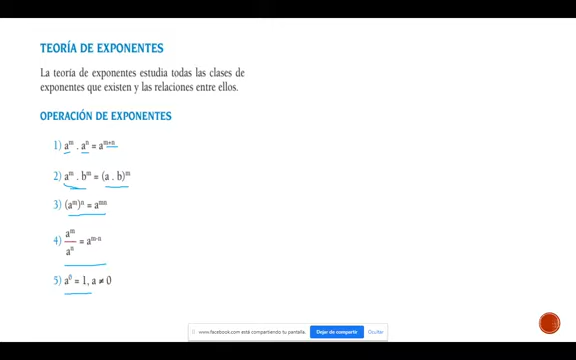 TEORÍA DE EXPONENTES
La teoría de exponentes estudia todas las clases de
exponentes que existen y las relaciones entre ellos.
OPERACIÓN DE EXPONENTES
1) aᵐ . aⁿ = aᵐ⁺ⁿ
2) aᵐ . bᵐ = (a . b)ᵐ
3) (aᵐ)ⁿ = aᵐⁿ
4) aᵐ/aⁿ = aᵐ⁻ⁿ
5) a⁰ = 1, a ≠ 0
www.facebook.com está compartiendo tu pantalla. Dejar de compartir Ocultar